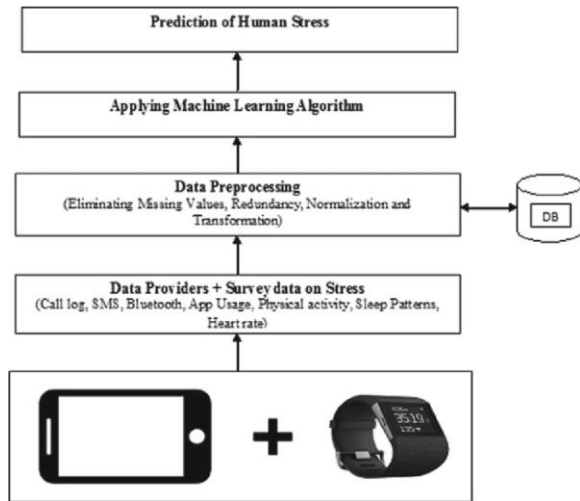 Prediction of Human Stress
Applying Machine Learning Algorithm
Data Preprocessing
(Eliminating Missing Values, Redundancy, Normalization and
Transformation)
DB
Data Providers + Survey data on Stress
(Call log, SMS, Bluetooth, App Usage, Physical activity, Sleep Patterns,
Heart rate)